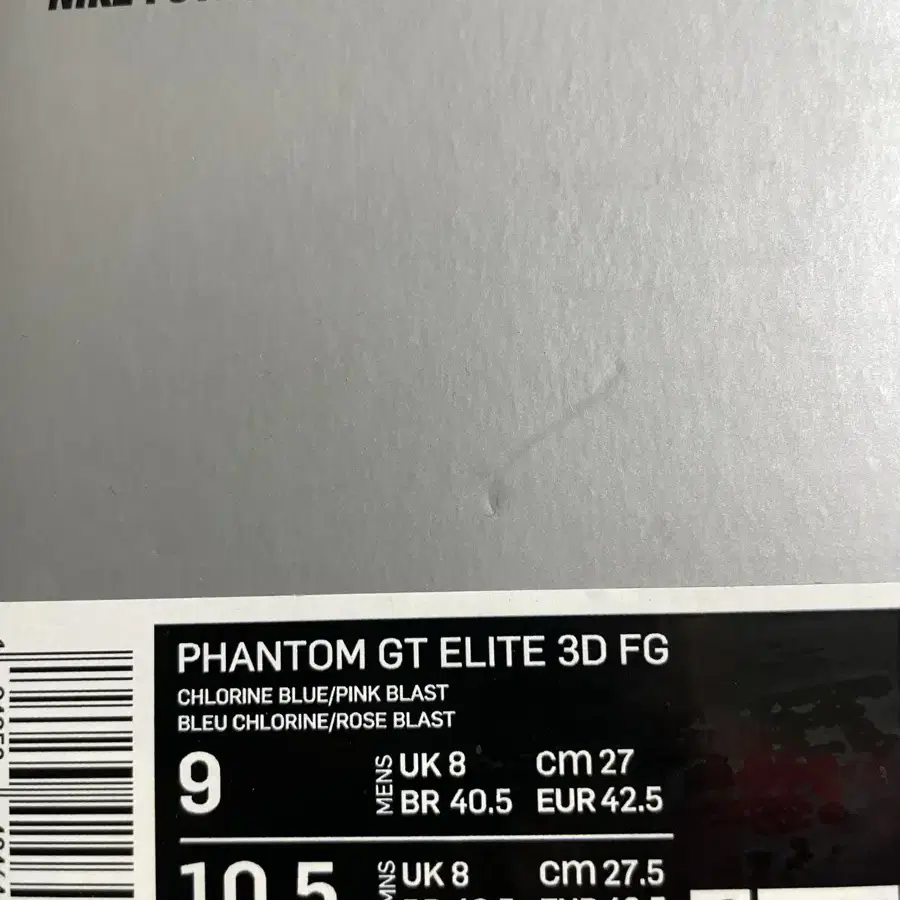 NIKE
PHANTOM GT ELITE 3D FG
CHLORINE BLUE/PINK BLAST
BLEU CHLORINE/ROSE BLAST
9
MENS
UK 8
cm 27
BR 40.5
EUR 42.5
10.5
UK 8
cm 27.5